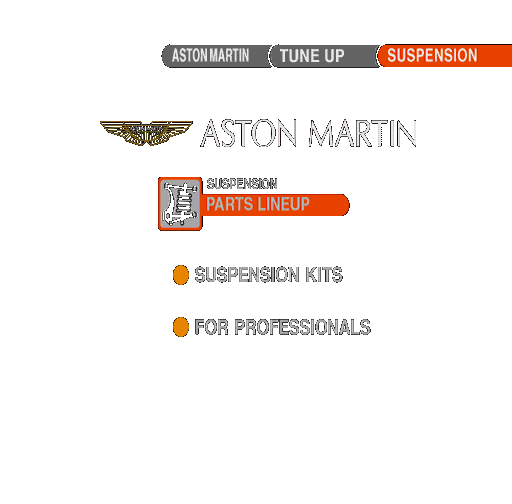 ASTON MARTIN TUNE UP SUSPENSION
ASTON MARTIN
SUSPENSION
PARTS LINEUP
SUSPENSION KITS
FOR PROFESSIONALS